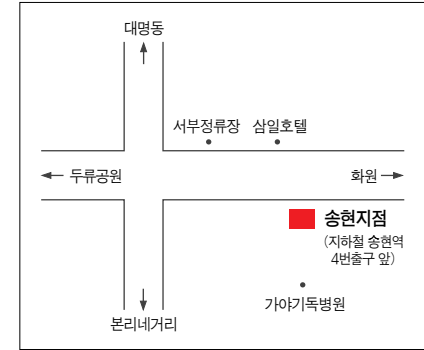 대명동
서부정류장 삼일호텔
두류공원
화원
송현지점
(지하철 송현역
4번출구 앞)
가야기독병원
본리네거리